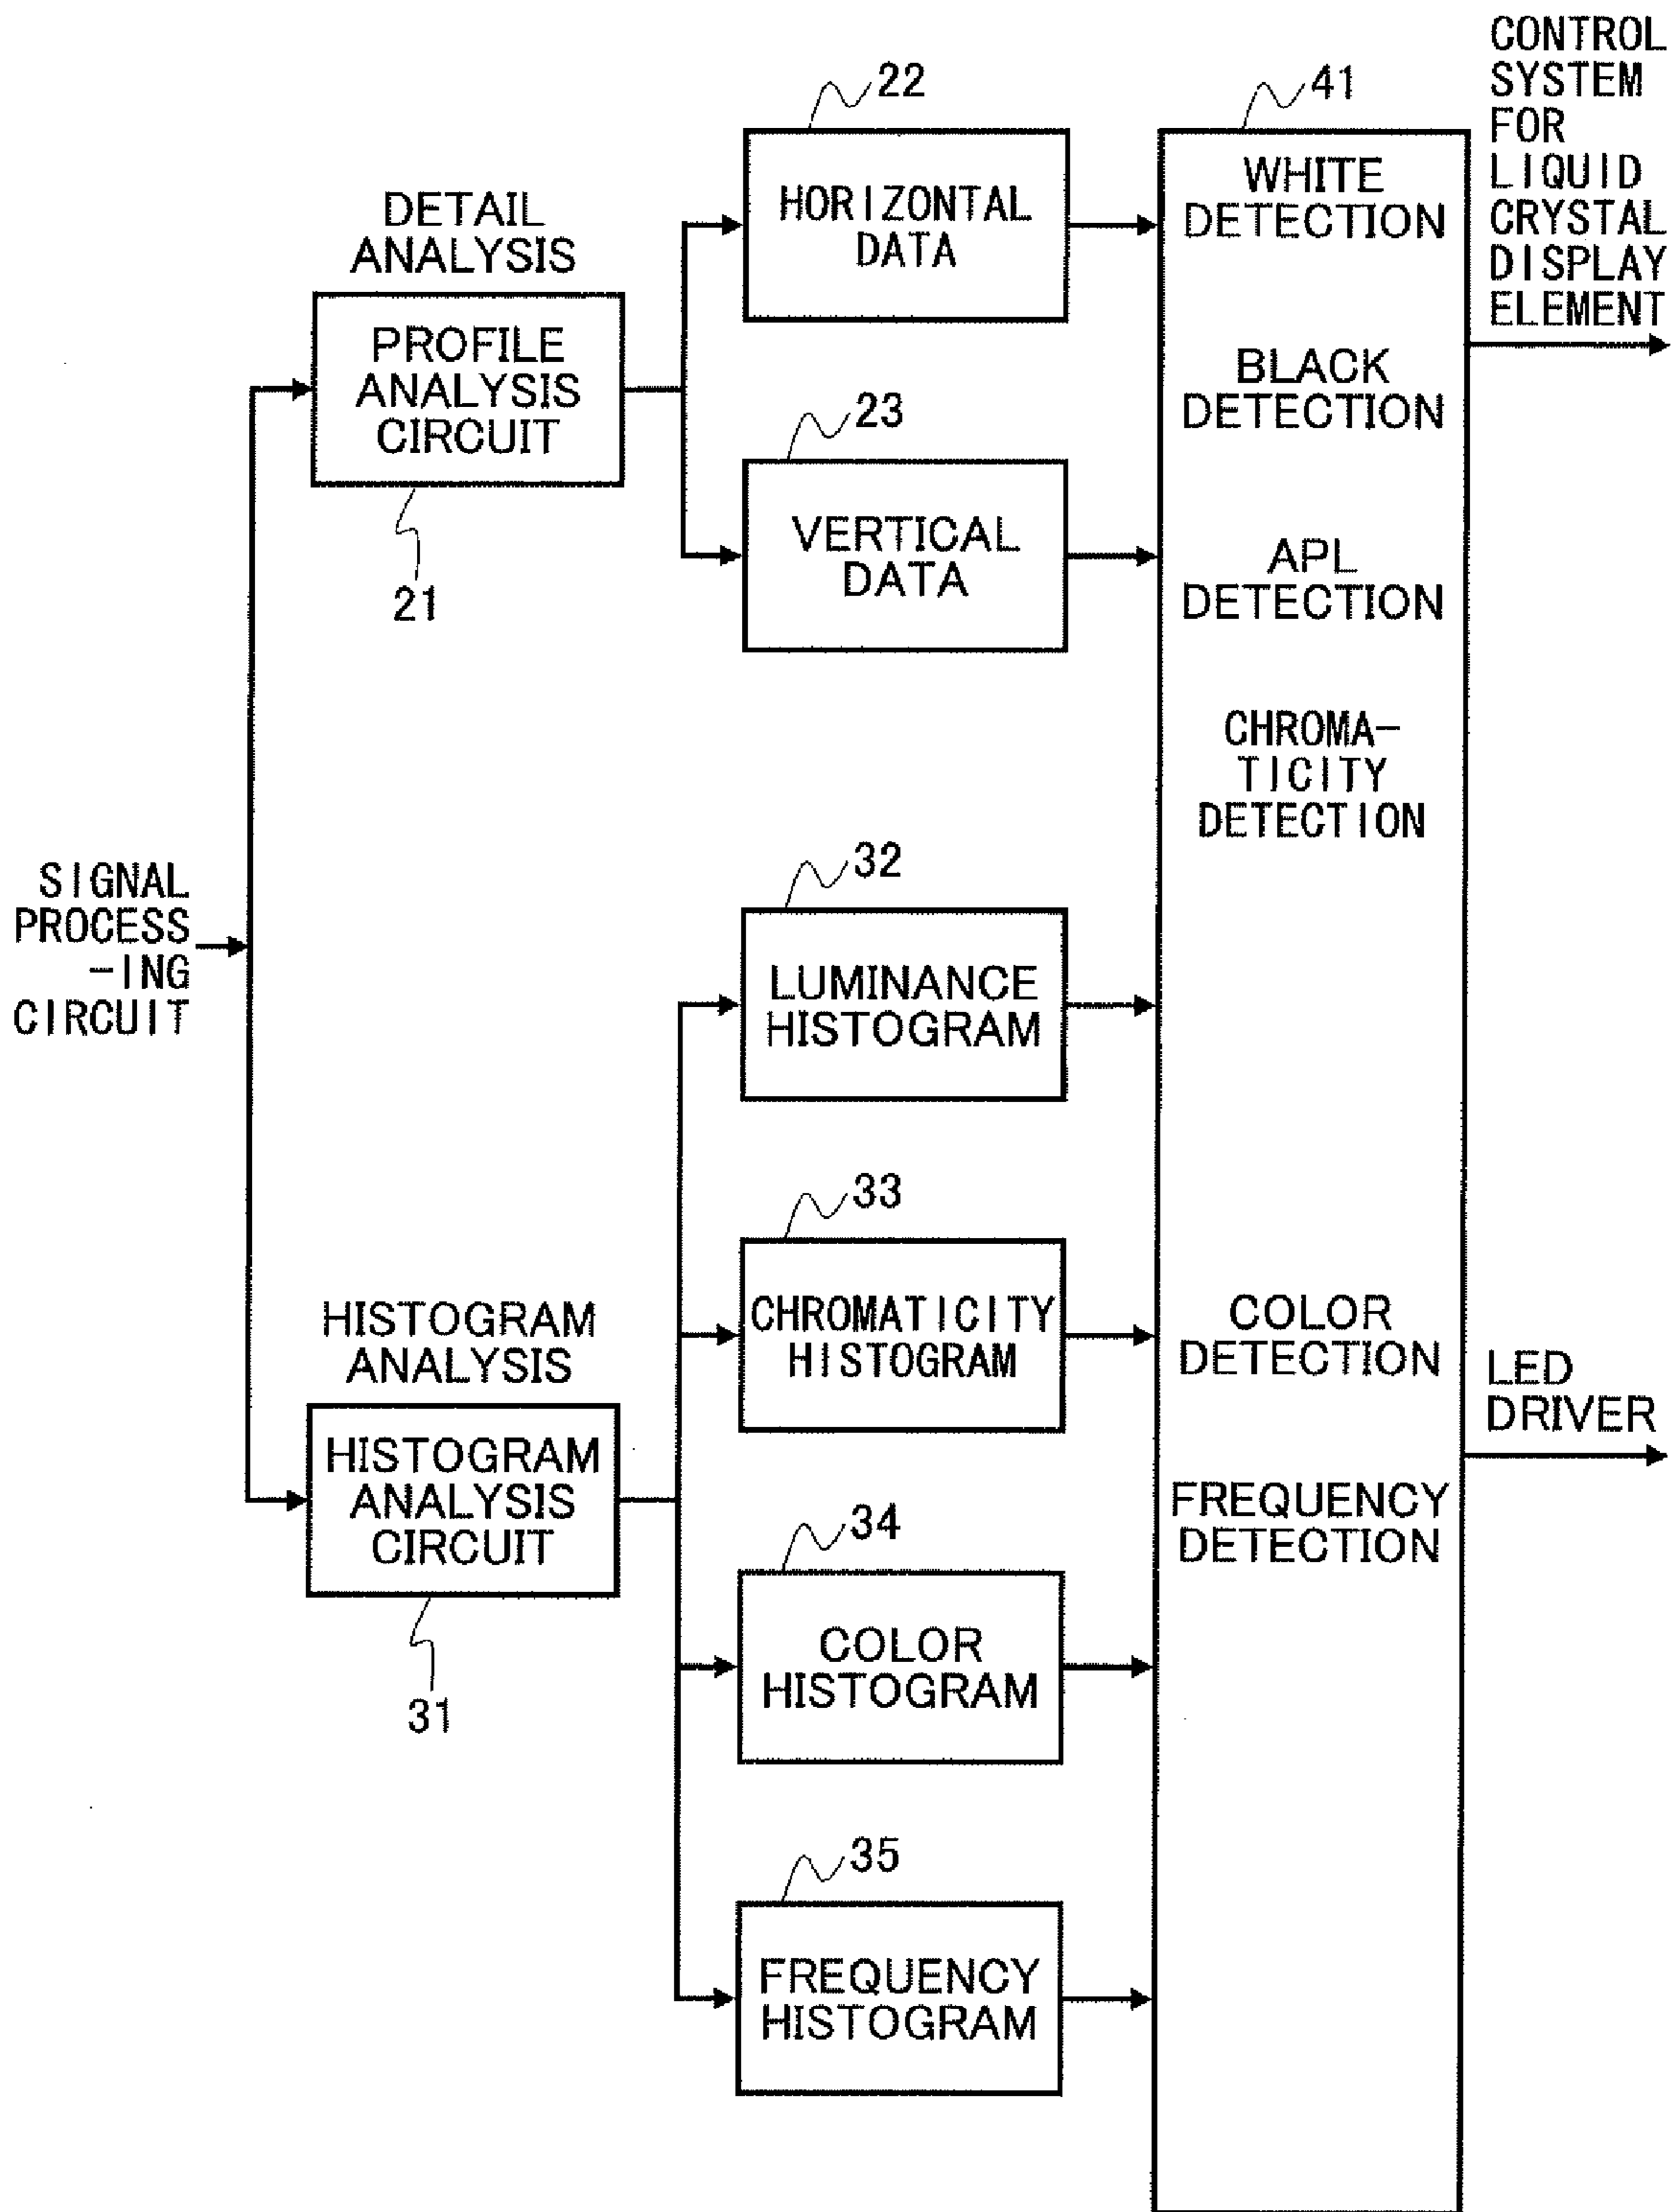 CONTROL
SYSTEM
FOR
LIQUID
CRYSTAL
DISPLAY
ELEMENT
22
41
HORIZONTAL
DATA
WHITE
DETECTION
DETAIL
ANALYSIS
PROFILE
ANALYSIS
CIRCUIT
21
BLACK
DETECTION
23
VERTICAL
DATA
APL
DETECTION
CHROMA-
TICITY
DETECTION
SIGNAL
PROCESS
-ING
CIRCUIT
32
LUMINANCE
HISTOGRAM
33
CHROMATICITY
HISTOGRAM
COLOR
DETECTION
LED
DRIVER
HISTOGRAM
ANALYSIS
HISTOGRAM
ANALYSIS
CIRCUIT
31
FREQUENCY
DETECTION
34
COLOR
HISTOGRAM
35
FREQUENCY
HISTOGRAM